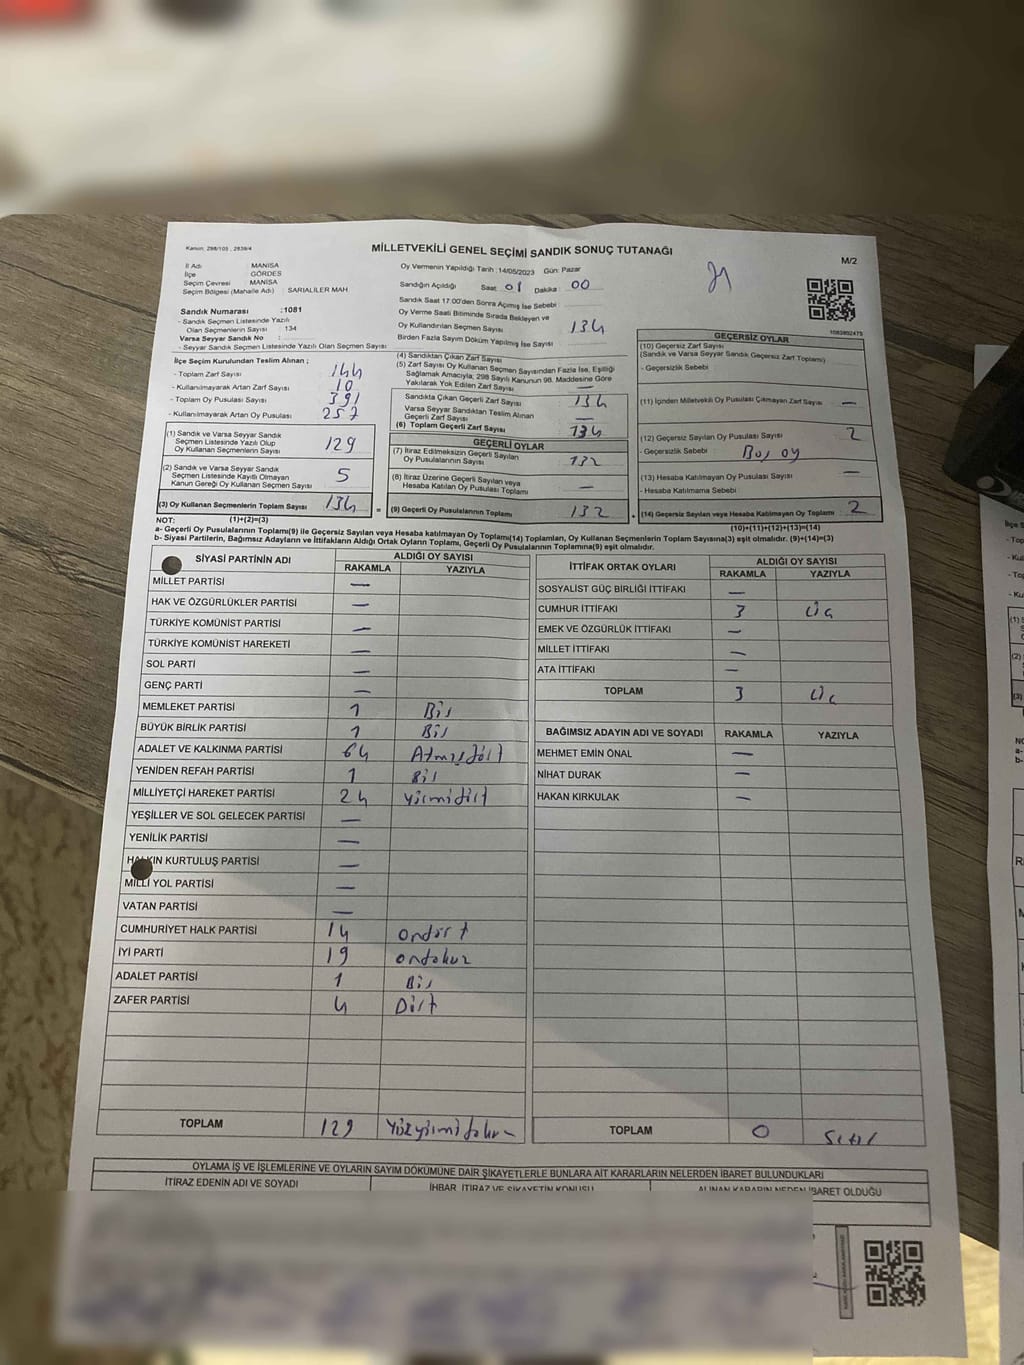 Kanun, 298/105 , 2839/4
MİLLETVEKİLİ GENEL SEÇİMİ SANDIK SONUÇ TUTANAĞI
M/2
İl Adı : MANİSA
İlçe : GÖRDES
Seçim Çevresi : MANİSA
Seçim Bölgesi (Mahalle Adı) : SARIALİLER MAH.
Sandık Numarası :1081
- Sandık Seçmen Listesinde Yazılı
Olan Seçmenlerin Sayısı : 134
Varsa Seyyar Sandık No :
- Seyyar Sandık Seçmen Listesinde Yazılı Olan Seçmen Sayısı :
Oy Vermenin Yapıldığı Tarih :14/05/2023 Gün: Pazar
Sandığın Açıldığı Saat 01 Dakika : 00
Sandık Saat 17.00'den Sonra Açımış İse Sebebi :
Oy Verme Saati Bitiminde Sırada Bekleyen ve
Oy Kullandırılan Seçmen Sayısı 134
Birden Fazla Sayım Döküm Yapılmış İse Sayısı :
1083892475
İlçe Seçim Kurulundan Teslim Alınan ;
- Toplam Zarf Sayısı 144
- Kullanılmayarak Artan Zarf Sayısı 10
- Toplam Oy Pusulası Sayısı 391
- Kullanılmayarak Artan Oy Pusulası 257
(1) Sandık ve Varsa Seyyar Sandık
Seçmen Listesinde Yazılı Olup
Oy Kullanan Seçmenlerin Sayısı 129
(2) Sandık ve Varsa Seyyar Sandık
Seçmen Listesinde Kayıtlı Olmayan
Kanun Gereği Oy Kullanan Seçmen Sayısı 5
(3) Oy Kullanan Seçmenlerin Toplam Sayısı 134
(1)+(2)=(3)
(4) Sandıktan Çıkan Zarf Sayısı
(5) Zarf Sayısı Oy Kullanan Seçmen Sayısından Fazla İse, Eşitliği
Sağlamak Amacıyla; 298 Sayılı Kanunun 98. Maddesine Göre
Yakılarak Yok Edilen Zarf Sayısı —
Sandıkta Çıkan Geçerli Zarf Sayısı 134
Varsa Seyyar Sandıktan Teslim Alınan
Geçerli Zarf Sayısı —
(6) Toplam Geçerli Zarf Sayısı 134
GEÇERLİ OYLAR
(7) İtiraz Edilmeksizin Geçerli Sayılan
Oy Pusulalarının Sayısı 132
(8) İtiraz Üzerine Geçerli Sayılan veya
Hesaba Katılan Oy Pusulası Toplamı —
= (9) Geçerli Oy Pusulalarının Toplamı 132
GEÇERSİZ OYLAR
(10) Geçersiz Zarf Sayısı
(Sandık ve Varsa Seyyar Sandık Geçersiz Zarf Toplamı)
- Geçersizlik Sebebi
(11) İçinden Milletvekili Oy Pusulası Çıkmayan Zarf Sayısı —
(12) Geçersiz Sayılan Oy Pusulası Sayısı 2
- Geçersizlik Sebebi Boş oy
(13) Hesaba Katılmayan Oy Pusulası Sayısı —
- Hesaba Katılmama Sebebi
(14) Geçersiz Sayılan veya Hesaba Katılmayan Oy Toplamı 2
(10)+(11)+(12)+(13)=(14)
NOT:
a- Geçerli Oy Pusulalarının Toplamı(9) ile Geçersiz Sayılan veya Hesaba katılmayan Oy Toplamı(14) Toplamları, Oy Kullanan Seçmenlerin Toplam Sayısına(3) eşit olmalıdır. (9)+(14)=(3)
b- Siyasi Partilerin, Bağımsız Adayların ve İttifakların Aldığı Ortak Oyların Toplamı, Geçerli Oy Pusulalarının Toplamına(9) eşit olmalıdır.
SİYASİ PARTİNİN ADI ALDIĞI OY SAYISI
RAKAMLA YAZIYLA
MİLLET PARTİSİ —
HAK VE ÖZGÜRLÜKLER PARTİSİ —
TÜRKİYE KOMÜNİST PARTİSİ —
TÜRKİYE KOMÜNİST HAREKETİ —
SOL PARTİ —
GENÇ PARTİ —
MEMLEKET PARTİSİ 1 Bir
BÜYÜK BİRLİK PARTİSİ 1 Bir
ADALET VE KALKINMA PARTİSİ 64 Atmışdört
YENİDEN REFAH PARTİSİ 1 Bir
MİLLİYETÇİ HAREKET PARTİSİ 24 yirmidört
YEŞİLLER VE SOL GELECEK PARTİSİ —
YENİLİK PARTİSİ —
HALKIN KURTULUŞ PARTİSİ —
MİLLİ YOL PARTİSİ —
VATAN PARTİSİ —
CUMHURİYET HALK PARTİSİ 14 ondört
İYİ PARTİ 19 ondokuz
ADALET PARTİSİ 1 Bir
ZAFER PARTİSİ 4 Dört
TOPLAM 129 Yüzyirmidokuz
İTTİFAK ORTAK OYLARI ALDIĞI OY SAYISI
RAKAMLA YAZIYLA
SOSYALİST GÜÇ BİRLİĞİ İTTİFAKI —
CUMHUR İTTİFAKI 3 üç
EMEK VE ÖZGÜRLÜK İTTİFAKI —
MİLLET İTTİFAKI —
ATA İTTİFAKI —
TOPLAM 3 üç
BAĞIMSIZ ADAYIN ADI VE SOYADI RAKAMLA YAZIYLA
MEHMET EMİN ÖNAL —
NİHAT DURAK —
HAKAN KIRKULAK —
TOPLAM 0 Sıfır
OYLAMA İŞ VE İŞLEMLERİNE VE OYLARIN SAYIM DÖKÜMÜNE DAİR ŞİKAYETLERLE BUNLARA AİT KARARLARIN NELERDEN İBARET BULUNDUKLARI
İTİRAZ EDENİN ADI VE SOYADI
İHBAR, İTİRAZ VE ŞİKAYETİN KONUSU
ALINAN KARARIN NEDEN İBARET OLDUĞU